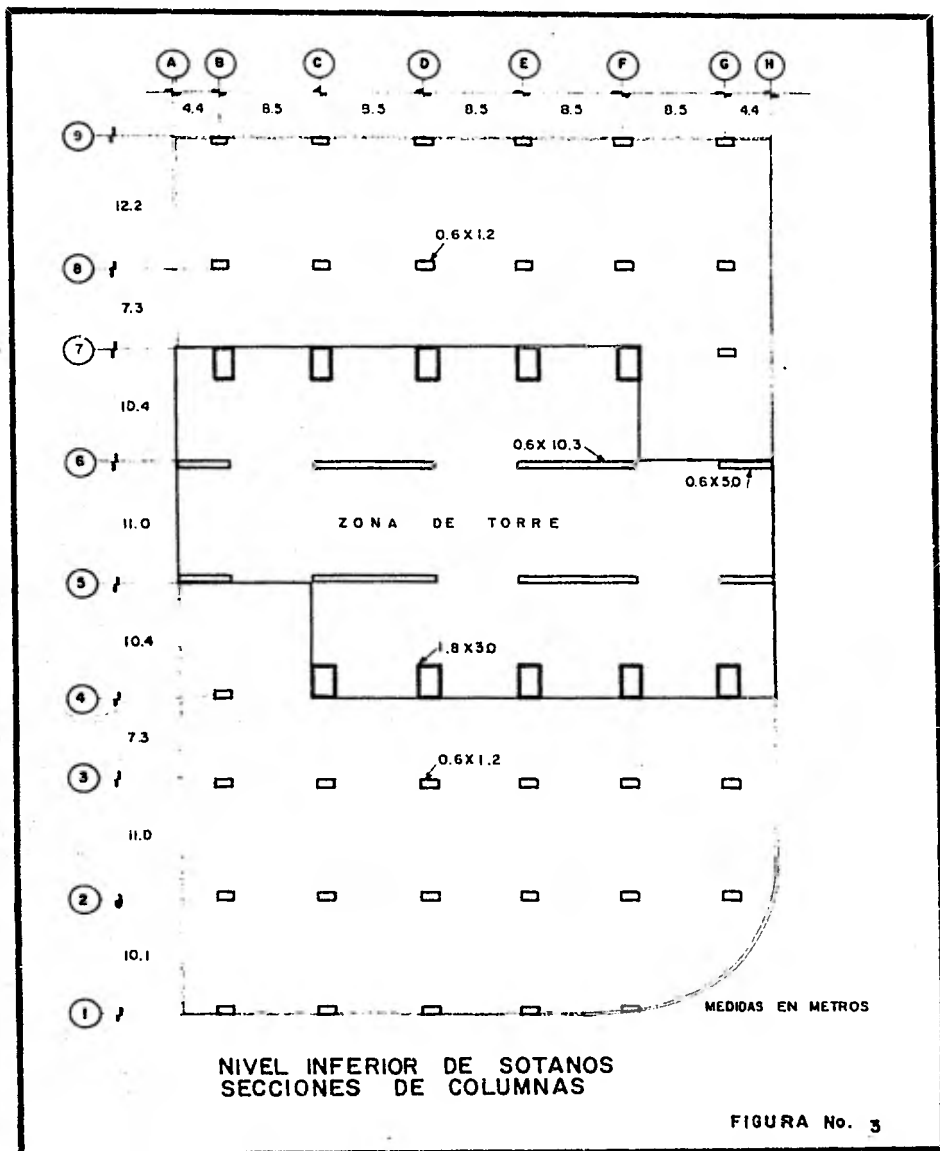 A B C D E F G H
4.4 8.5 8.5 8.5 8.5 8.5 4.4
9
12.2
0.6 X 1.2
8
7.3
7
10.4
6
0.6 X 10.3
0.6 X 5.0
11.0
ZONA DE TORRE
5
10.4
1.8 X 3.0
4
7.3
0.6 X 1.2
3
11.0
2
10.1
1
MEDIDAS EN METROS
NIVEL INFERIOR DE SOTANOS
SECCIONES DE COLUMNAS
FIGURA No. 3